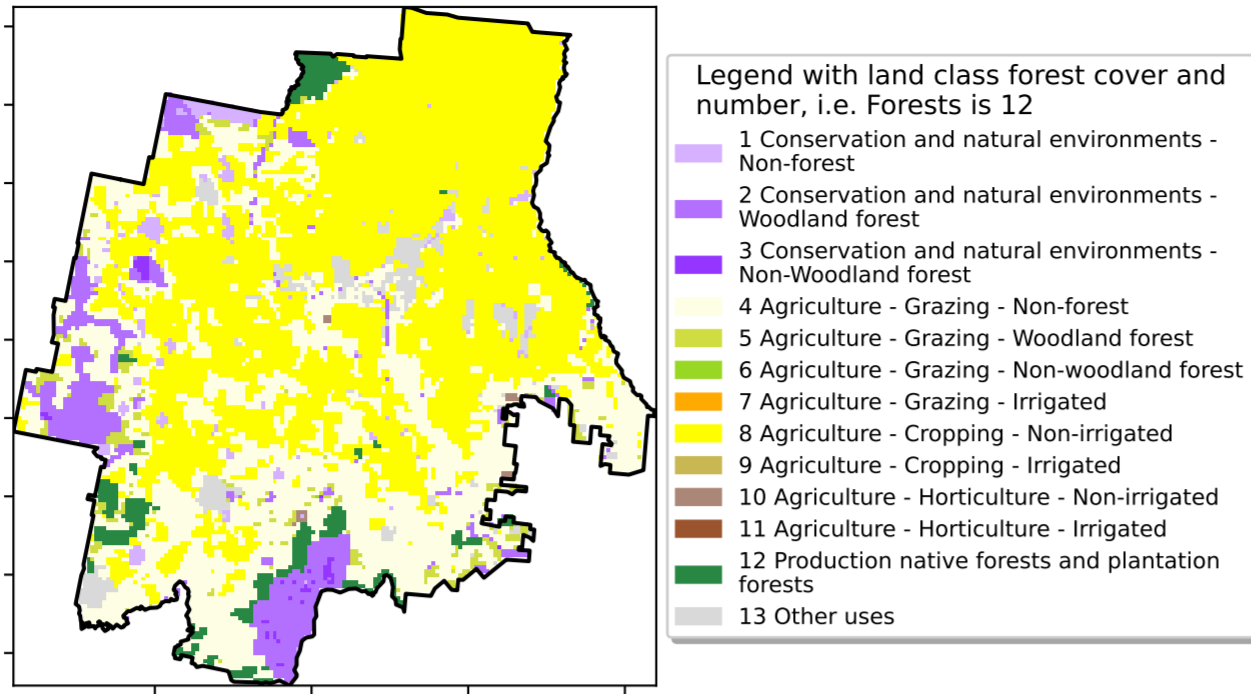 Legend with land class forest cover and
number, i.e. Forests is 12
1 Conservation and natural environments -
Non-forest
2 Conservation and natural environments -
Woodland forest
3 Conservation and natural environments -
Non-Woodland forest
4 Agriculture - Grazing - Non-forest
5 Agriculture - Grazing - Woodland forest
6 Agriculture - Grazing - Non-woodland forest
7 Agriculture - Grazing - Irrigated
8 Agriculture - Cropping - Non-irrigated
9 Agriculture - Cropping - Irrigated
10 Agriculture - Horticulture - Non-irrigated
11 Agriculture - Horticulture - Irrigated
12 Production native forests and plantation
forests
13 Other uses